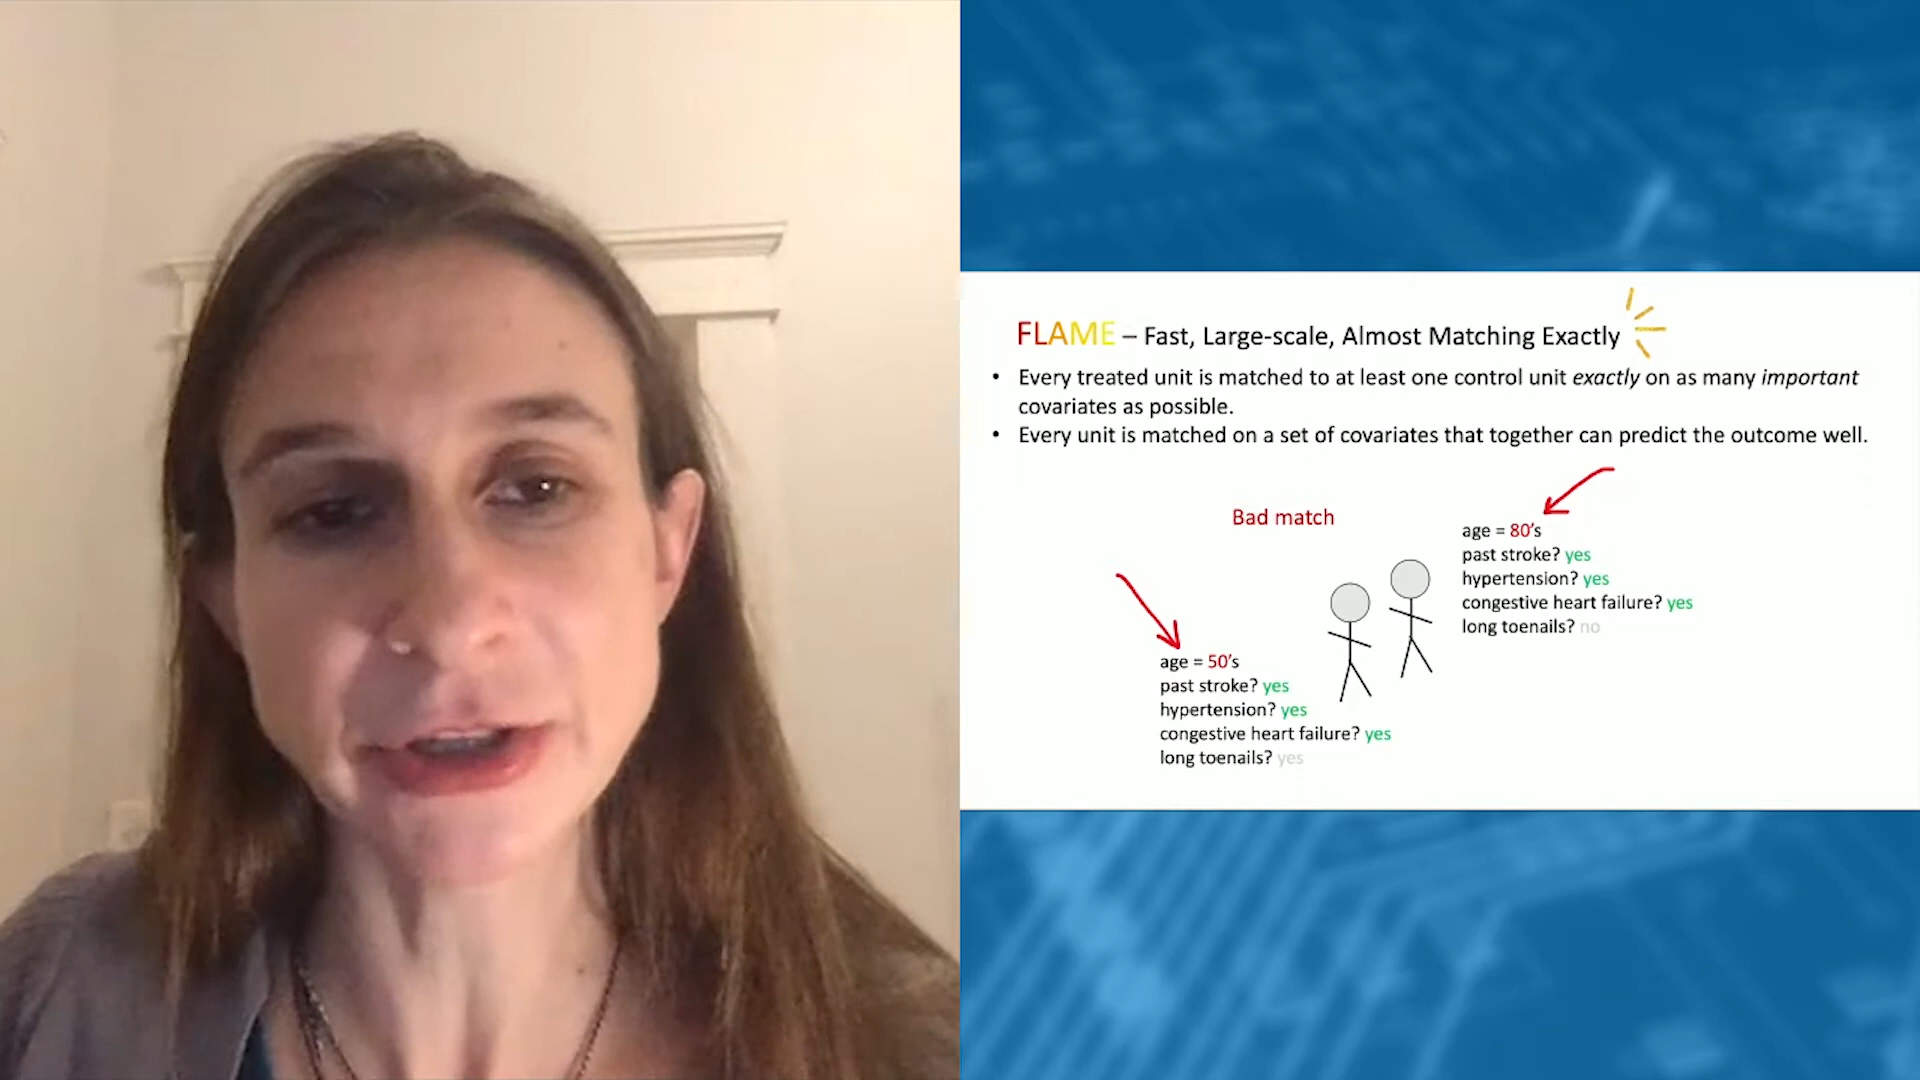 FLAME – Fast, Large-scale, Almost Matching Exactly
• Every treated unit is matched to at least one control unit exactly on as many important
covariates as possible.
• Every unit is matched on a set of covariates that together can predict the outcome well.
Bad match
age = 80's
past stroke? yes
hypertension? yes
congestive heart failure? yes
long toenails? no
age = 50's
past stroke? yes
hypertension? yes
congestive heart failure? yes
long toenails? yes